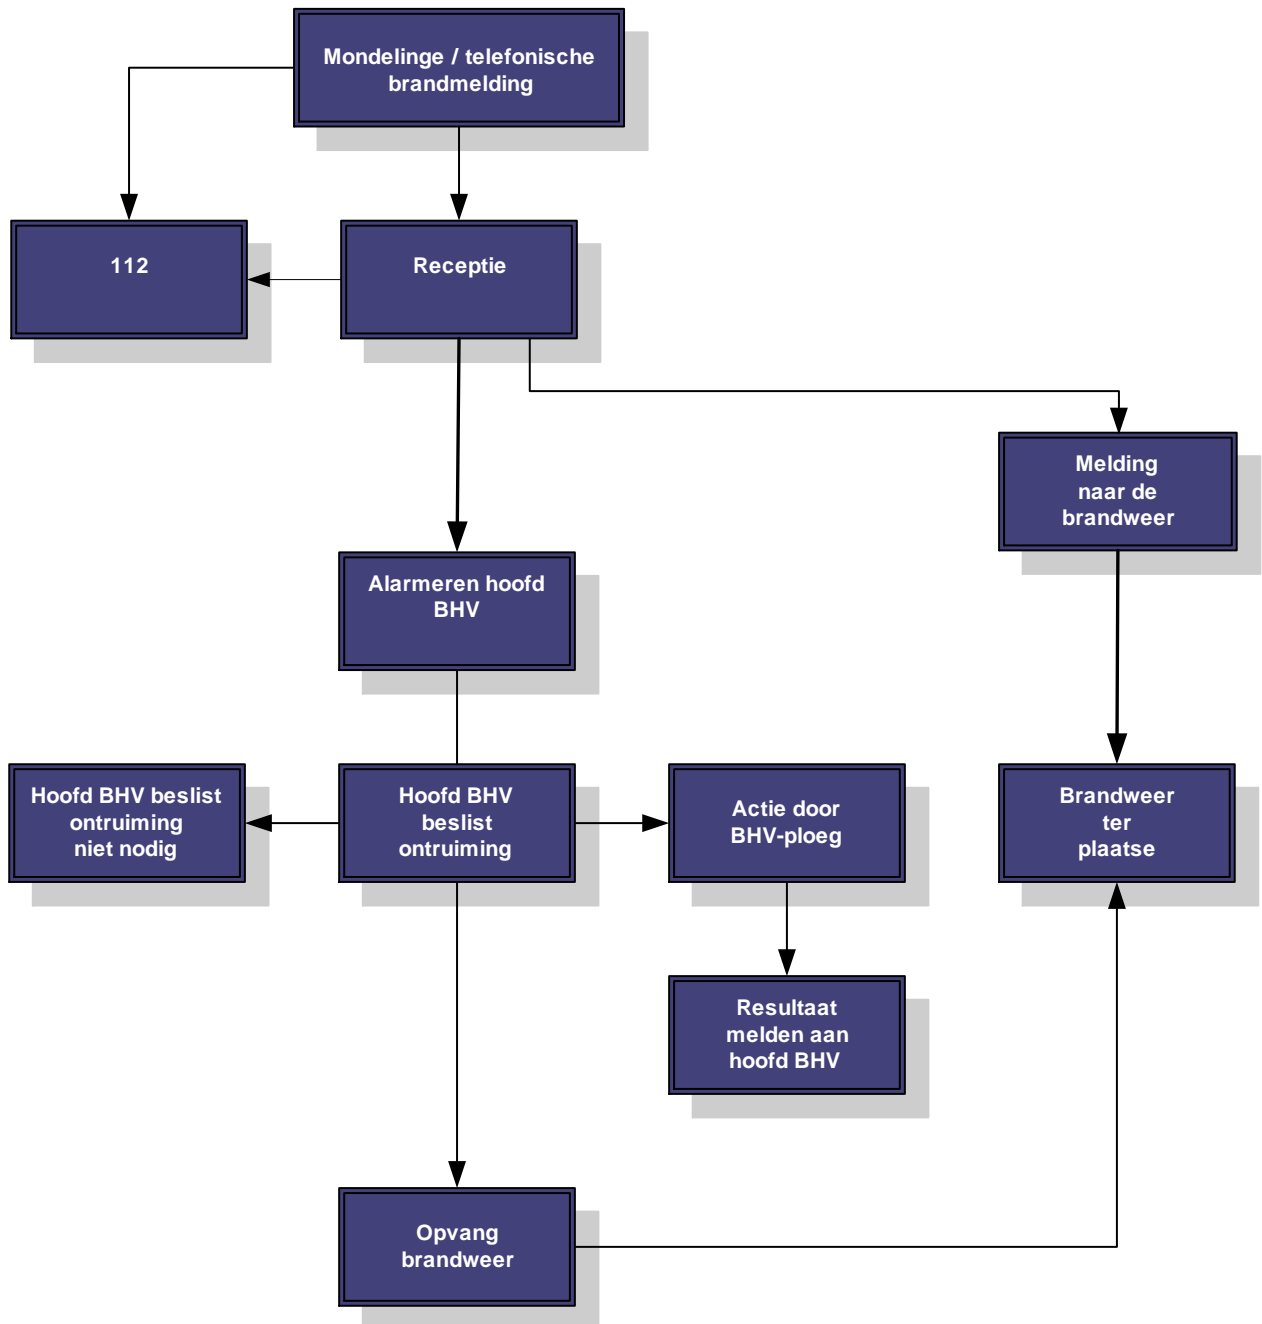 Mondelinge / telefonische
brandmelding
112
Receptie
Melding
naar de
brandweer
Alarmeren hoofd
BHV
Hoofd BHV beslist
ontruiming
niet nodig
Hoofd BHV
beslist
ontruiming
Actie door
BHV-ploeg
Brandweer
ter
plaatse
Resultaat
melden aan
hoofd BHV
Opvang
brandweer